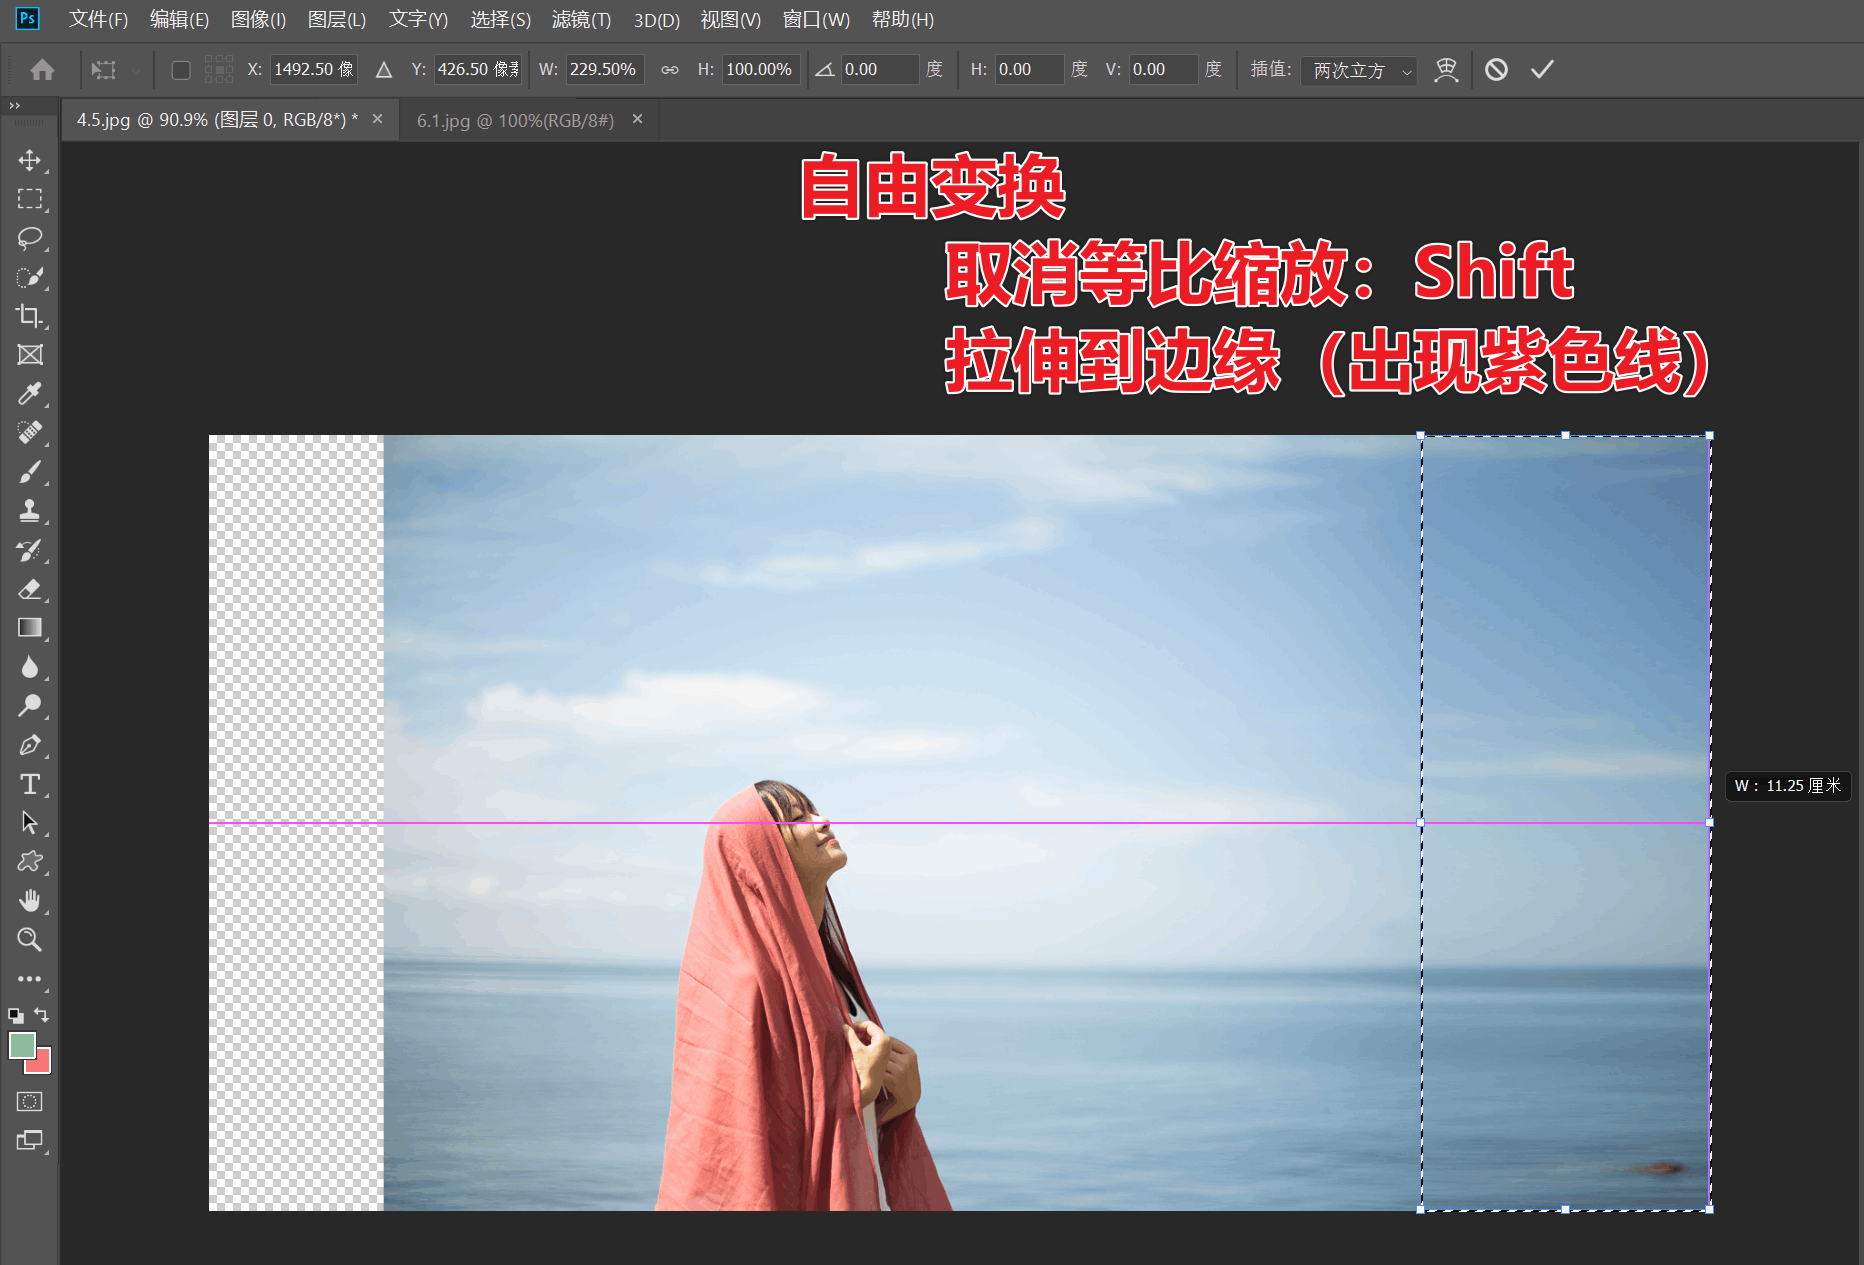 Ps 文件(F) 编辑(E) 图像(I) 图层(L) 文字(Y) 选择(S) 滤镜(T) 3D(D) 视图(V) 窗口(W) 帮助(H)
X: 1492.50 像 Y: 426.50 像素 W: 229.50% H: 100.00% 0.00 度 H: 0.00 度 V: 0.00 度 插值: 两次立方
4.5.jpg @ 90.9% (图层 0, RGB/8*) * × 6.1.jpg @ 100%(RGB/8#) ×
自由变换
取消等比缩放：Shift
拉伸到边缘（出现紫色线）
W： 11.25 厘米